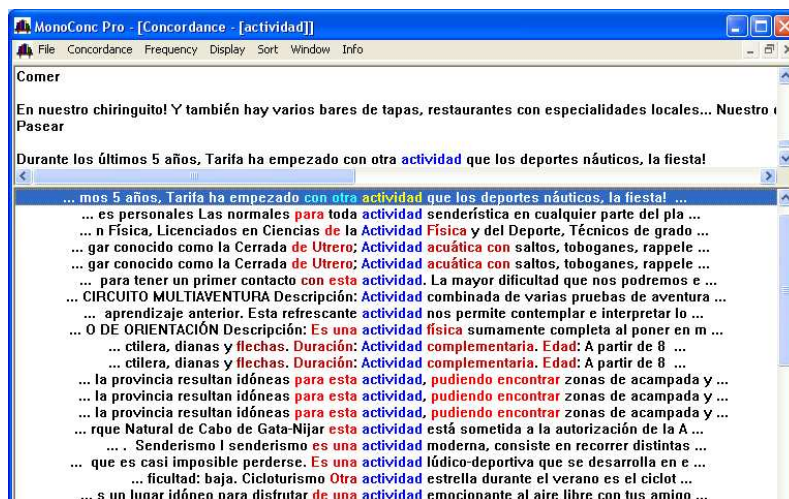 MonoConc Pro - [Concordance - [actividad]]
File Concordance Frequency Display Sort Window Info
Comer
En nuestro chiringuito! Y también hay varios bares de tapas, restaurantes con especialidades locales... Nuestro
Pasear
Durante los últimos 5 años, Tarifa ha empezado con otra actividad que los deportes náuticos, la fiesta!
... mos 5 años, Tarifa ha empezado con otra actividad que los deportes náuticos, la fiesta! ...
... es personales Las normales para toda actividad senderística en cualquier parte del pla ...
... n Física, Licenciados en Ciencias de la Actividad Física y del Deporte, Técnicos de grado ...
... gar conocido como la Cerrada de Utrero; Actividad acuática con saltos, toboganes, rappele ...
... gar conocido como la Cerrada de Utrero; Actividad acuática con saltos, toboganes, rappele ...
... para tener un primer contacto con esta actividad. La mayor dificultad que nos podremos e ...
... CIRCUITO MULTIAVENTURA Descripción: Actividad combinada de varias pruebas de aventura ...
... aprendizaje anterior. Esta refrescante actividad nos permite contemplar e interpretar lo ...
... O DE ORIENTACIÓN Descripción: Es una actividad física sumamente completa al poner en m ...
... ctilera, dianas y flechas. Duración: Actividad complementaria. Edad: A partir de 8 ...
... ctilera, dianas y flechas. Duración: Actividad complementaria. Edad: A partir de 8 ...
... la provincia resultan idóneas para esta actividad, pudiendo encontrar zonas de acampada y ...
... la provincia resultan idóneas para esta actividad, pudiendo encontrar zonas de acampada y ...
... la provincia resultan idóneas para esta actividad, pudiendo encontrar zonas de acampada y ...
... rque Natural de Cabo de Gata-Nijar esta actividad está sometida a la autorización de la A ...
... . Senderismo l senderismo es una actividad moderna, consiste en recorrer distintas ...
... que es casi imposible perderse. Es una actividad lúdico-deportiva que se desarrolla en e ...
... ficultad: baja. Cicloturismo Otra actividad estrella durante el verano es el ciclot ...
... s un lugar idóneo para disfrutar de una actividad emocionante al aire libre con tus amigo ...